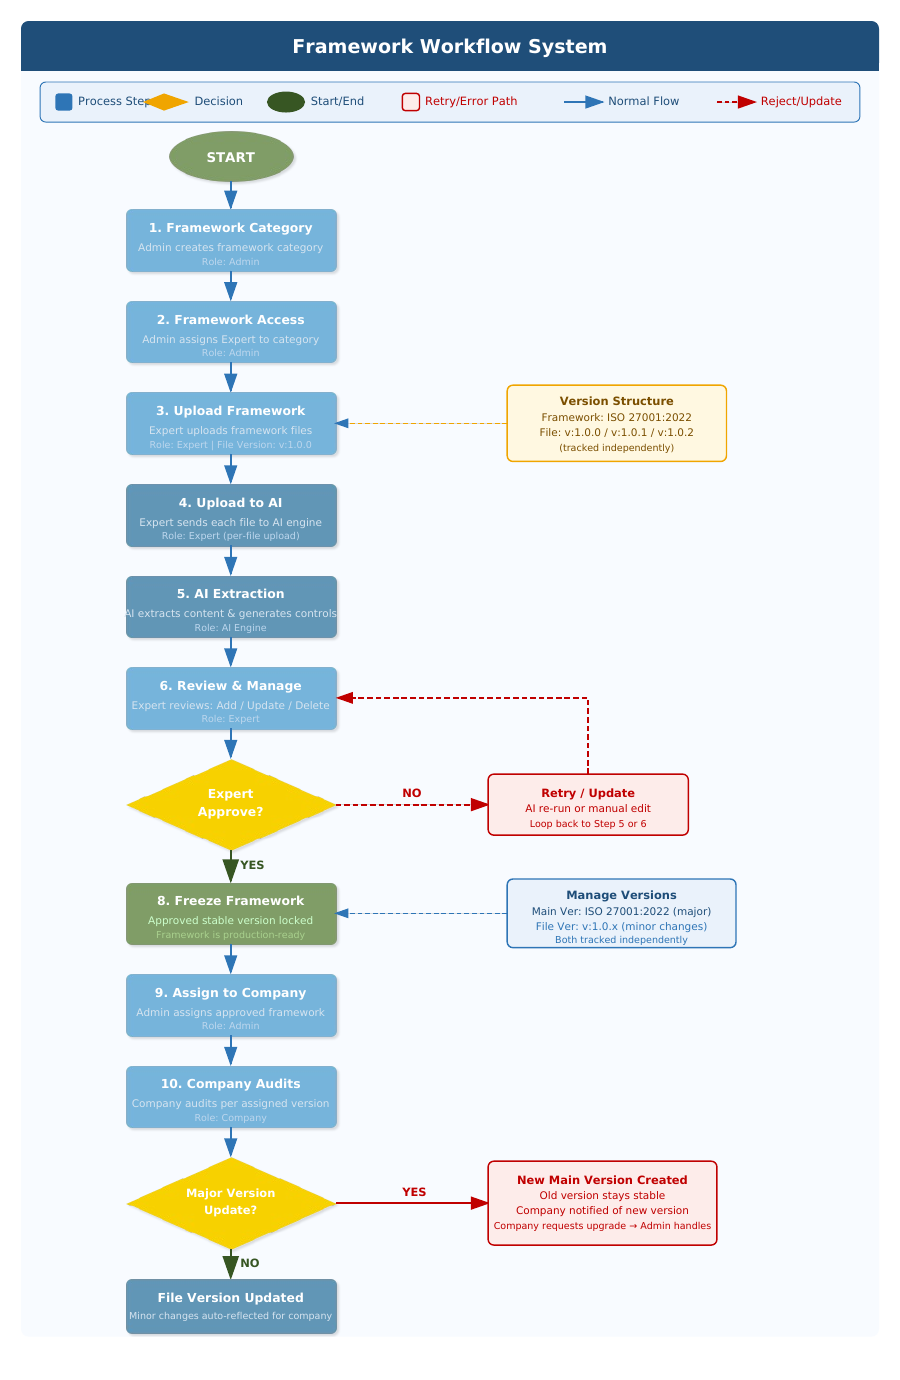 Framework Workflow System
Process Step
Decision
Start/End
Retry/Error Path
Normal Flow
Reject/Update
START
1. Framework Category
Admin creates framework category
Role: Admin
2. Framework Access
Admin assigns Expert to category
Role: Admin
3. Upload Framework
Expert uploads framework files
Role: Expert | File Version: v:1.0.0
Version Structure
Framework: ISO 27001:2022
File: v:1.0.0 / v:1.0.1 / v:1.0.2
(tracked independently)
4. Upload to AI
Expert sends each file to AI engine
Role: Expert (per-file upload)
5. AI Extraction
AI extracts content & generates controls
Role: AI Engine
6. Review & Manage
Expert reviews: Add / Update / Delete
Role: Expert
Expert
Approve?
NO
Retry / Update
AI re-run or manual edit
Loop back to Step 5 or 6
YES
8. Freeze Framework
Approved stable version locked
Framework is production-ready
Manage Versions
Main Ver: ISO 27001:2022 (major)
File Ver: v:1.0.x (minor changes)
Both tracked independently
9. Assign to Company
Admin assigns approved framework
Role: Admin
10. Company Audits
Company audits per assigned version
Role: Company
Major Version
Update?
YES
New Main Version Created
Old version stays stable
Company notified of new version
Company requests upgrade → Admin handles
NO
File Version Updated
Minor changes auto-reflected for company